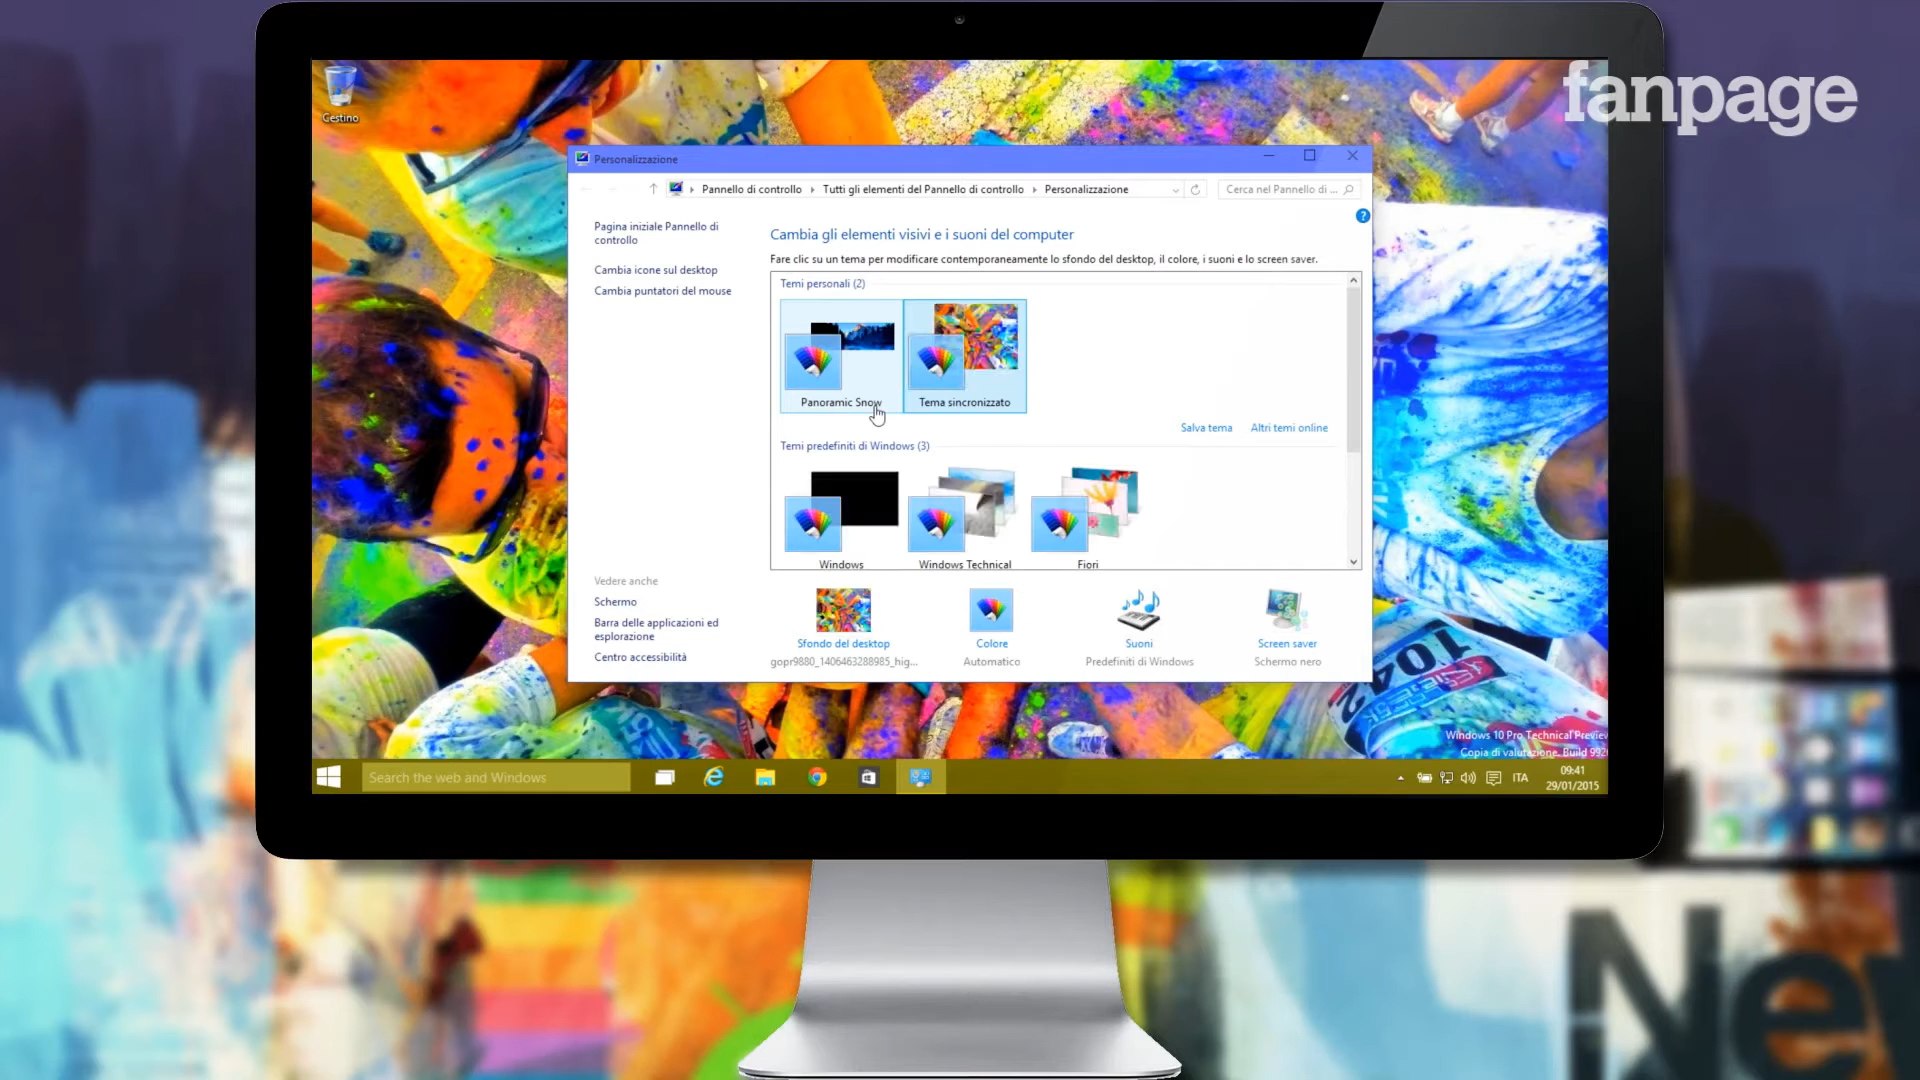 fanpage
Gestino
Personalizzazione
Pannello di controllo
Tutti gli elementi del Pannello di controllo
Personalizzazione
Cerca nel Pannello di ...
Pagina iniziale Pannello di
controllo
Cambia icone sul desktop
Cambia puntatori del mouse
Cambia gli elementi visivi e i suoni del computer
Fare clic su un tema per modificare contemporaneamente lo sfondo del desktop, il colore, i suoni e lo screen saver.
Temi personali (2)
Panoramic Snow
Tema sincronizzato
Salva tema
Altri temi online
Temi predefiniti di Windows (3)
Windows
Windows Technical
Fiori
Vedere anche
Schermo
Barra delle applicazioni ed
esplorazione
Centro accessibilità
Sfondo del desktop
gopr9880_1406463288985_hig...
Colore
Automatico
Suoni
Predefiniti di Windows
Screen saver
Schermo nero
1042
Windows 10 Pro Technical Preview
Copia di valutazione. Build 992
Search the web and Windows
ITA
09:41
29/01/2015
Ne